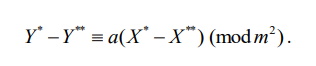 Y* – Y** ≡ a(X* – X**) (mod m²).